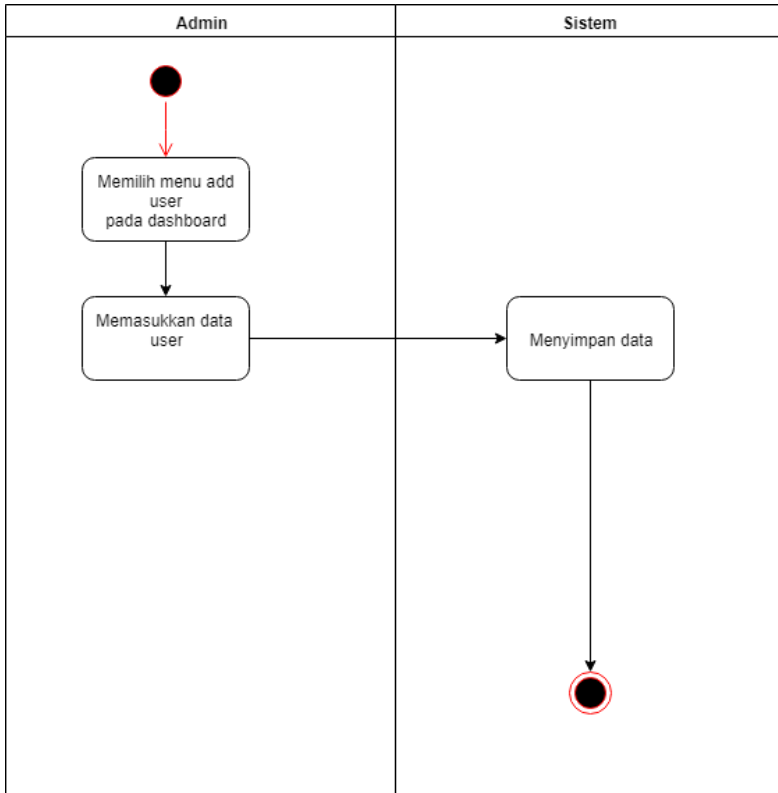 Admin
Sistem
Memilih menu add
user
pada dashboard
Memasukkan data
user
Menyimpan data